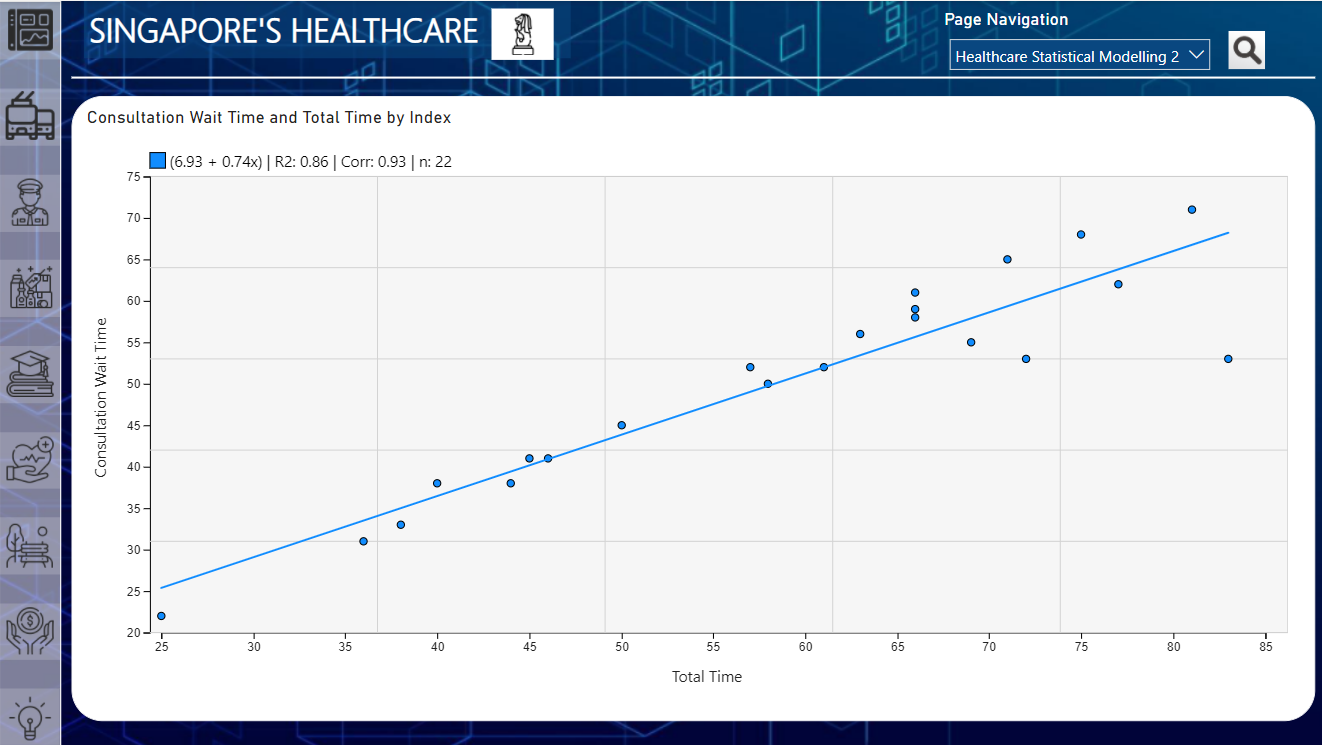 SINGAPORE'S HEALTHCARE
Page Navigation
Healthcare Statistical Modelling 2
Consultation Wait Time and Total Time by Index
(6.93 + 0.74x) | R2: 0.86 | Corr: 0.93 | n: 22
75
70
65
60
55
50
45
40
35
30
25
20
Consultation Wait Time
25 30 35 40 45 50 55 60 65 70 75 80 85
Total Time